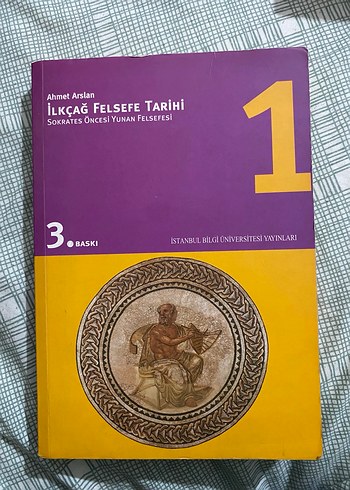 Ahmet Arslan
İLKÇAĞ FELSEFE TARİHİ
SOKRATES ÖNCESİ YUNAN FELSEFESİ
1
3. BASKI
İSTANBUL BİLGİ ÜNİVERSİTESİ YAYINLARI